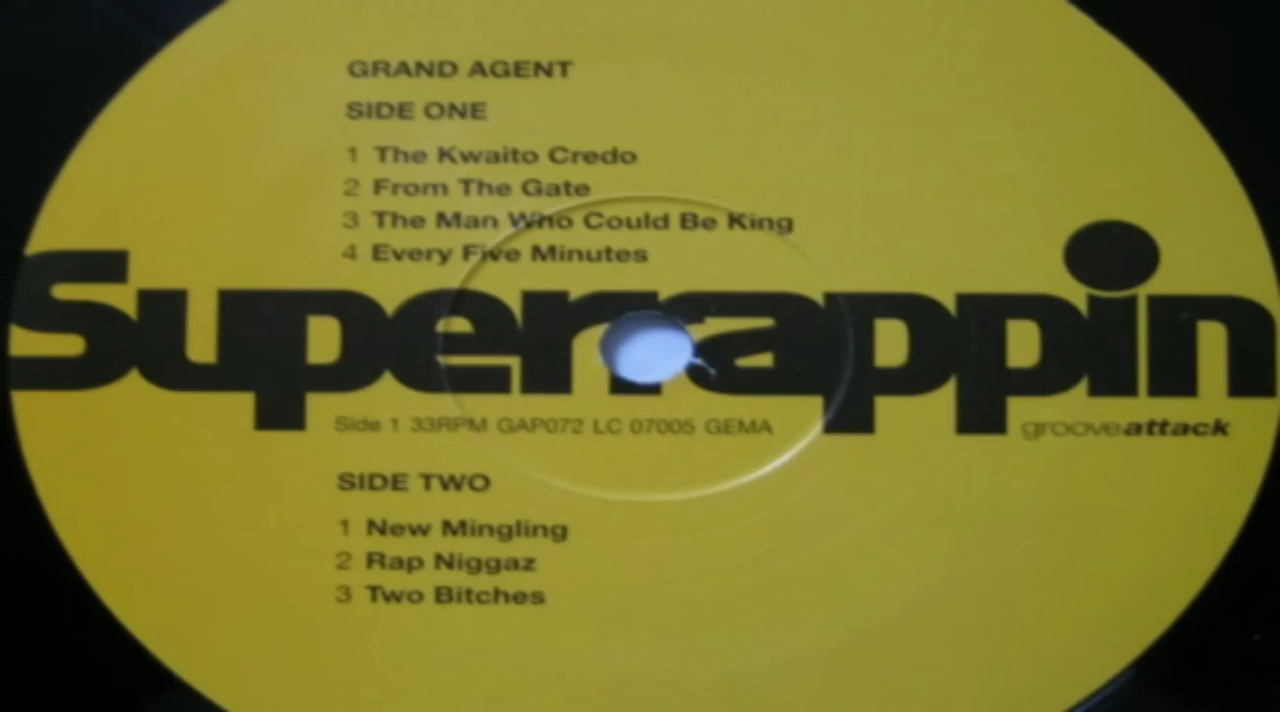 GRAND AGENT
SIDE ONE
1 The Kwaito Credo
2 From The Gate
3 The Man Who Could Be King
4 Every Five Minutes
Superrappin
Side 1 33RPM GAP072 LC 07005 GEMA
grooveattack
SIDE TWO
1 New Mingling
2 Rap Niggaz
3 Two Bitches